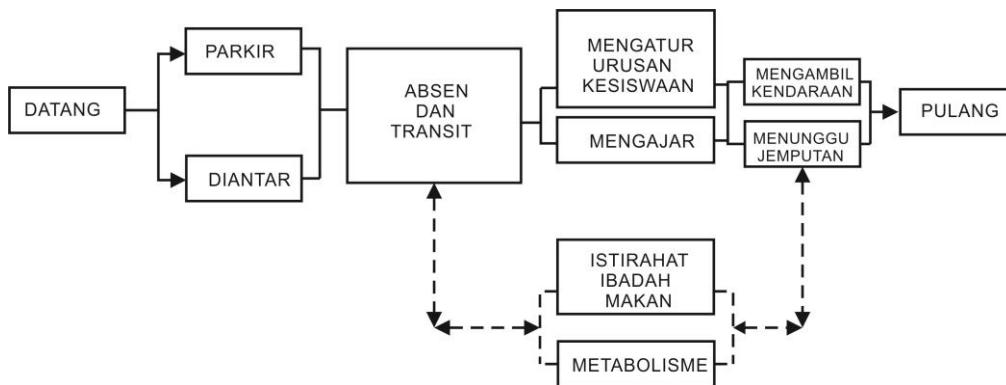 DATANG
PARKIR
DIANTAR
ABSEN
DAN
TRANSIT
MENGATUR
URUSAN
KESISWAAN
MENGAJAR
MENGAMBIL
KENDARAAN
MENUNGGU
JEMPUTAN
PULANG
ISTIRAHAT
IBADAH
MAKAN
METABOLISME